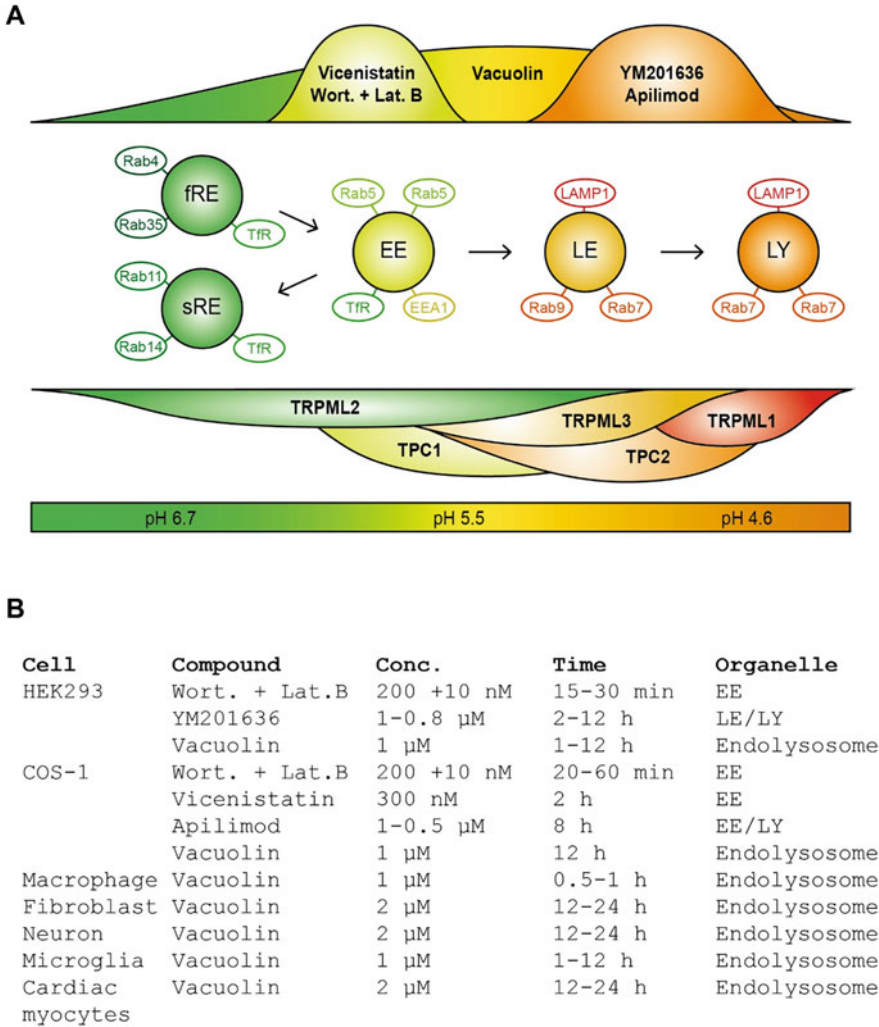 A
Vicenistatin
Wort. + Lat. B
Vacuolin
YM201636
Apilimod
Rab4
fRE
Rab35
TfR
Rab11
sRE
Rab14
TfR
Rab5
Rab5
EE
TfR
EEA1
LAMP1
LE
Rab9
Rab7
LAMP1
LY
Rab7
Rab7
TRPML2
TRPML3
TRPML1
TPC1
TPC2
pH 6.7
pH 5.5
pH 4.6
B
Cell Compound Conc. Time Organelle
HEK293 Wort. + Lat.B 200 +10 nM 15-30 min EE
YM201636 1-0.8 µM 2-12 h LE/LY
Vacuolin 1 µM 1-12 h Endolysosome
COS-1 Wort. + Lat.B 200 +10 nM 20-60 min EE
Vicenistatin 300 nM 2 h EE
Apilimod 1-0.5 µM 8 h EE/LY
Vacuolin 1 µM 12 h Endolysosome
Macrophage Vacuolin 1 µM 0.5-1 h Endolysosome
Fibroblast Vacuolin 2 µM 12-24 h Endolysosome
Neuron Vacuolin 2 µM 12-24 h Endolysosome
Microglia Vacuolin 1 µM 1-12 h Endolysosome
Cardiac Vacuolin 2 µM 12-24 h Endolysosome
myocytes